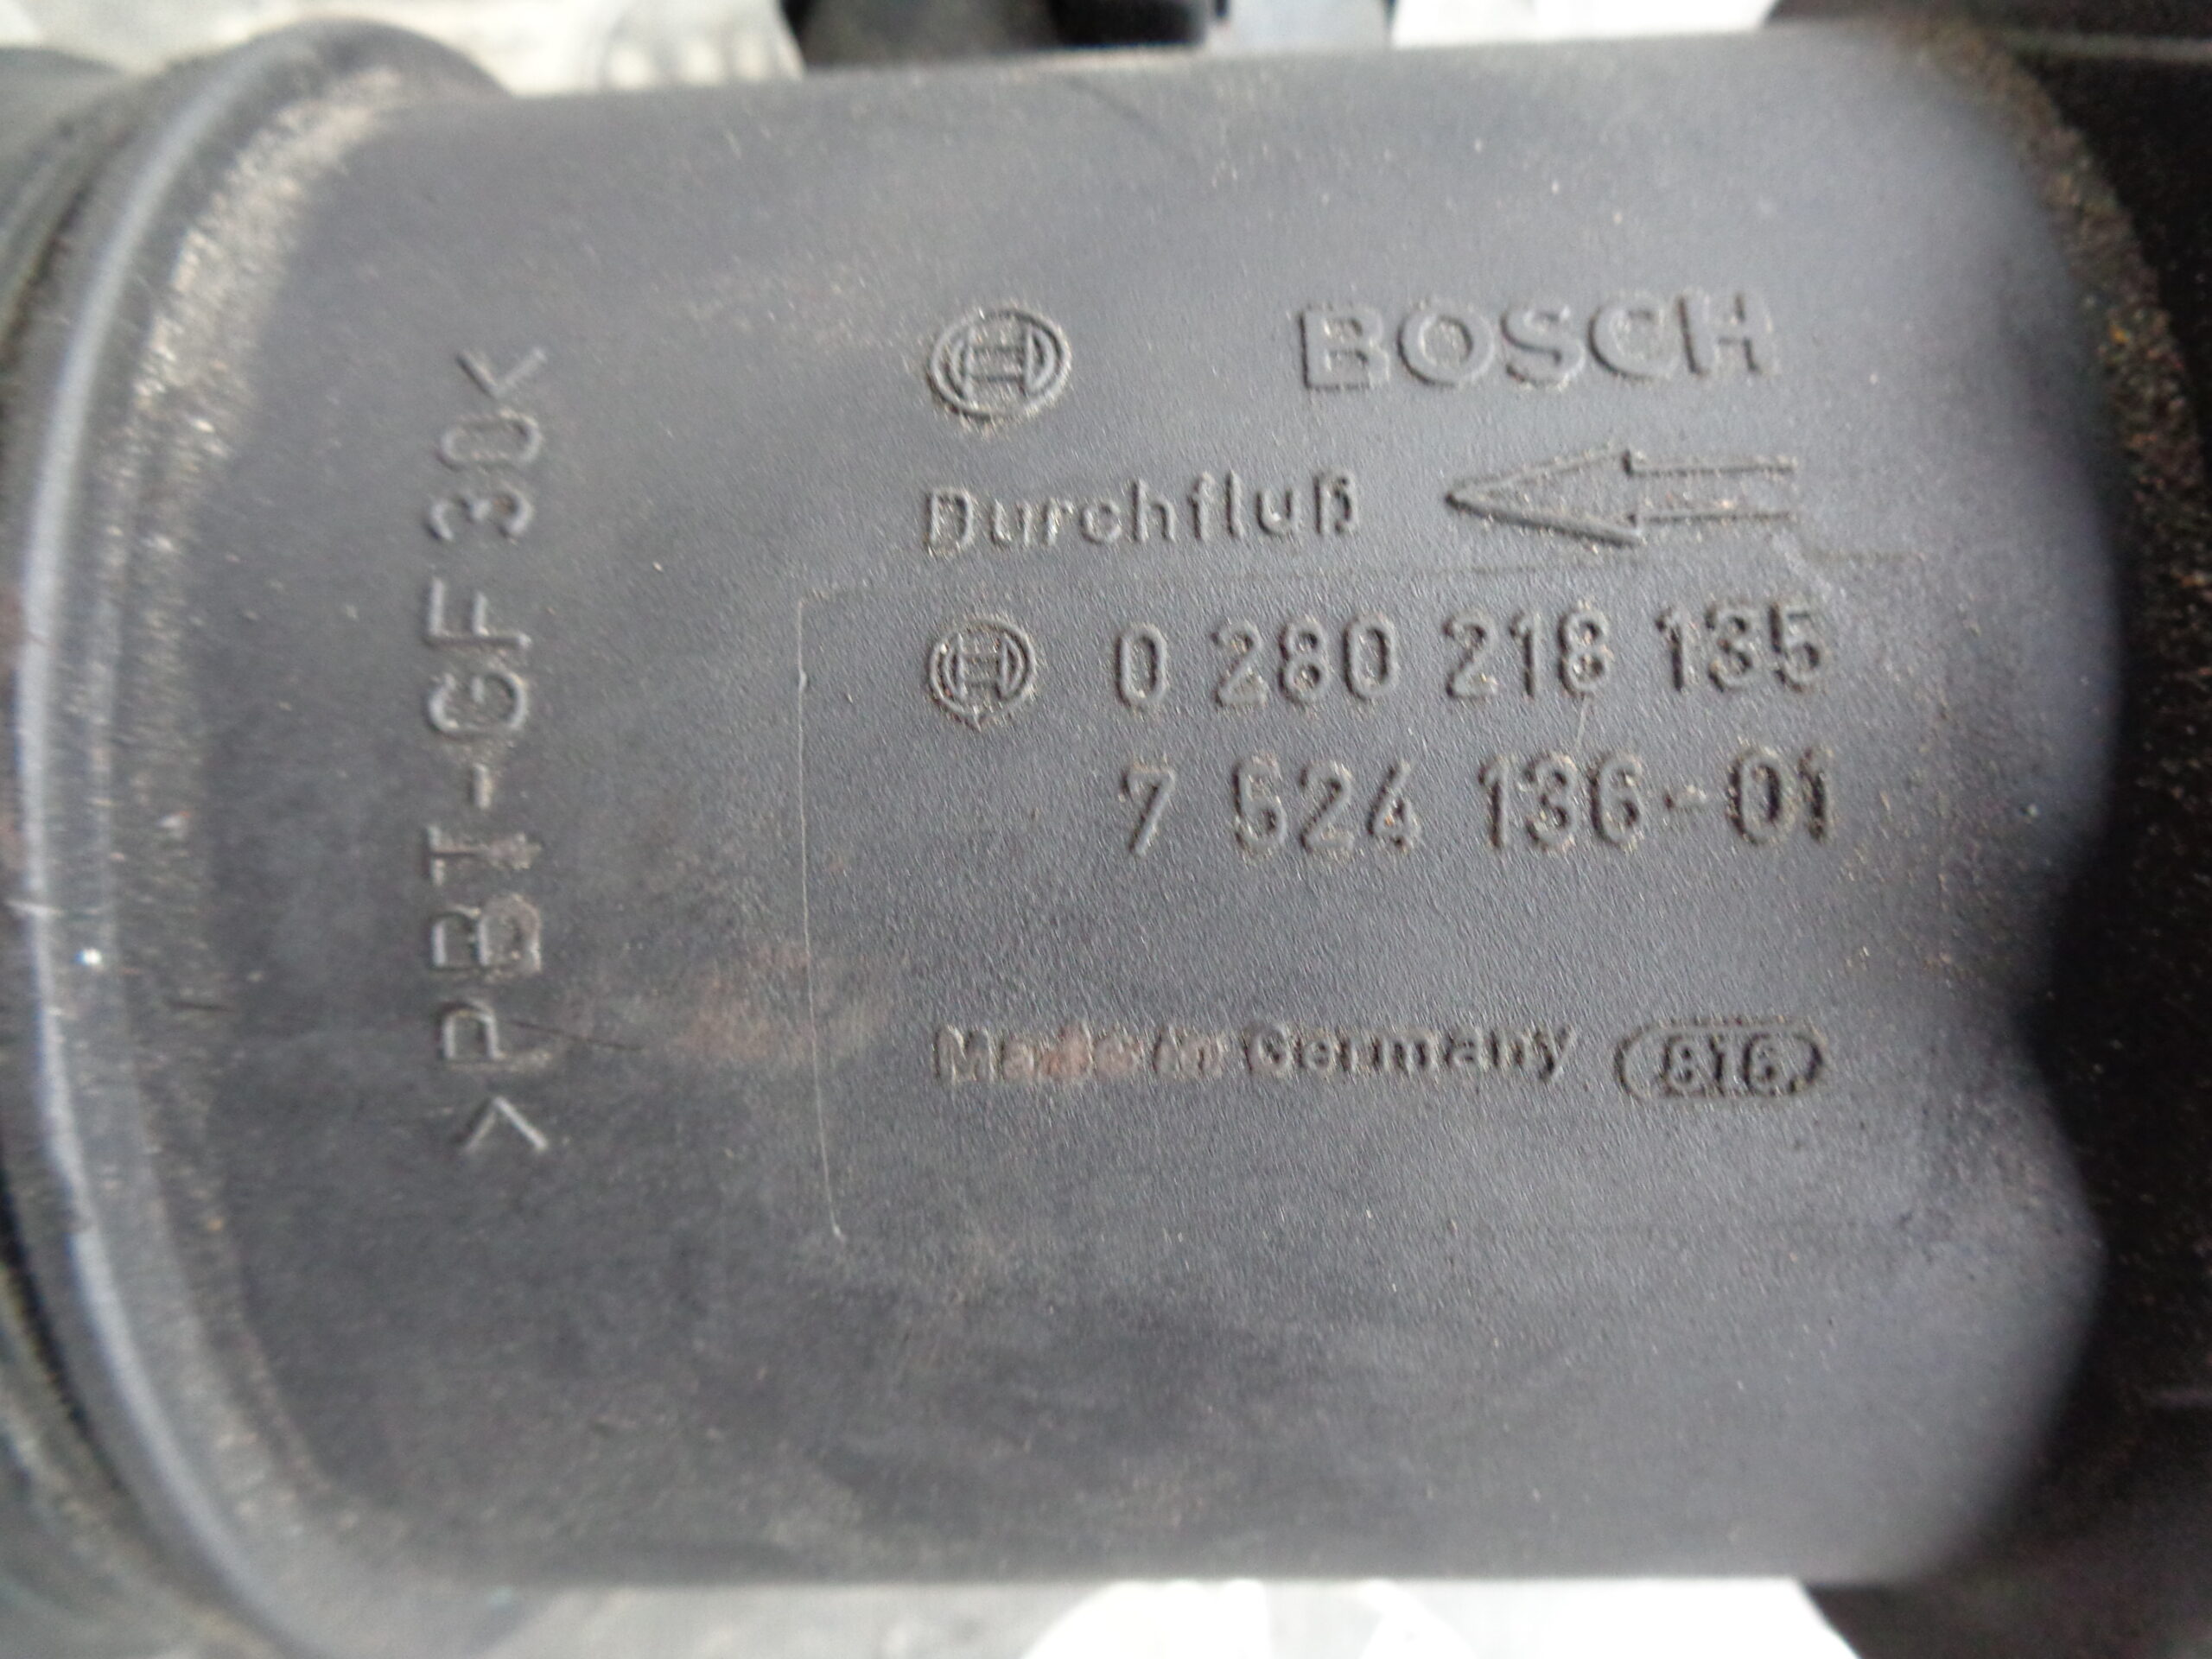 BOSCH
Durchfluß
0 280 218 135
7 524 136-01
Made in Germany 816
>PBT-GF30<